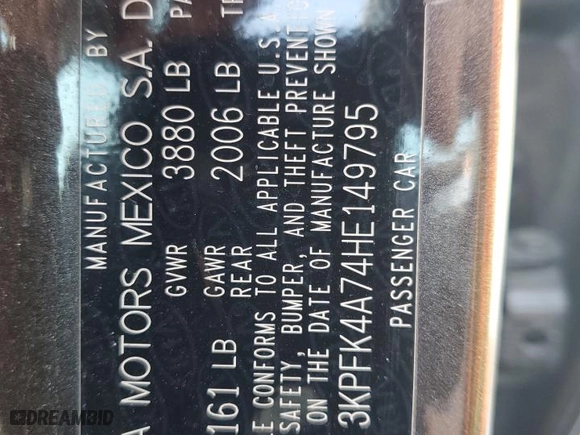 MANUFACTURED BY
A MOTORS MEXICO S.A. D
GVWR
3880 LB
161 LB
GAWR
REAR
2006 LB
E CONFORMS TO ALL APPLICABLE U.S.A
SAFETY, BUMPER, AND THEFT PREVENT
ON THE DATE OF MANUFACTURE SHOWN
3KPFK4A74HE149795
PASSENGER CAR
DREAMBID